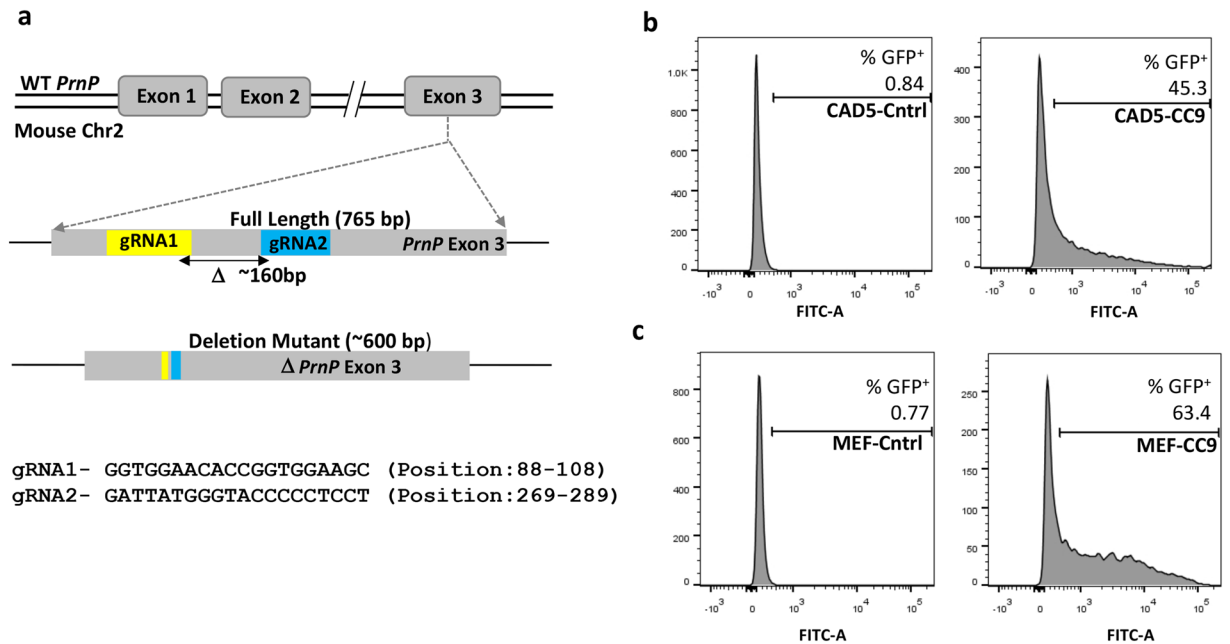 a
WT PrnP
Exon 1
Exon 2
Exon 3
Mouse Chr2
Full Length (765 bp)
gRNA1
gRNA2
PrnP Exon 3
Δ ~160bp
Deletion Mutant (~600 bp)
Δ PrnP Exon 3
gRNA1- GGTGGAACACCGGTGGAAGC (Position:88-108)
gRNA2- GATTATGGGTACCCCCTCCT (Position:269-289)
b
% GFP+
0.84
CAD5-Cntrl
1.0K
800
600
400
200
0
-10³ 0 10³ 10⁴ 10⁵
FITC-A
% GFP+
45.3
CAD5-CC9
400
300
200
100
0
-10³ 0 10³ 10⁴ 10⁵
FITC-A
c
% GFP+
0.77
MEF-Cntrl
800
600
400
200
0
-10³ 0 10³ 10⁴ 10⁵
FITC-A
% GFP+
63.4
MEF-CC9
250
200
150
100
50
0
-10³ 0 10³ 10⁴ 10⁵
FITC-A